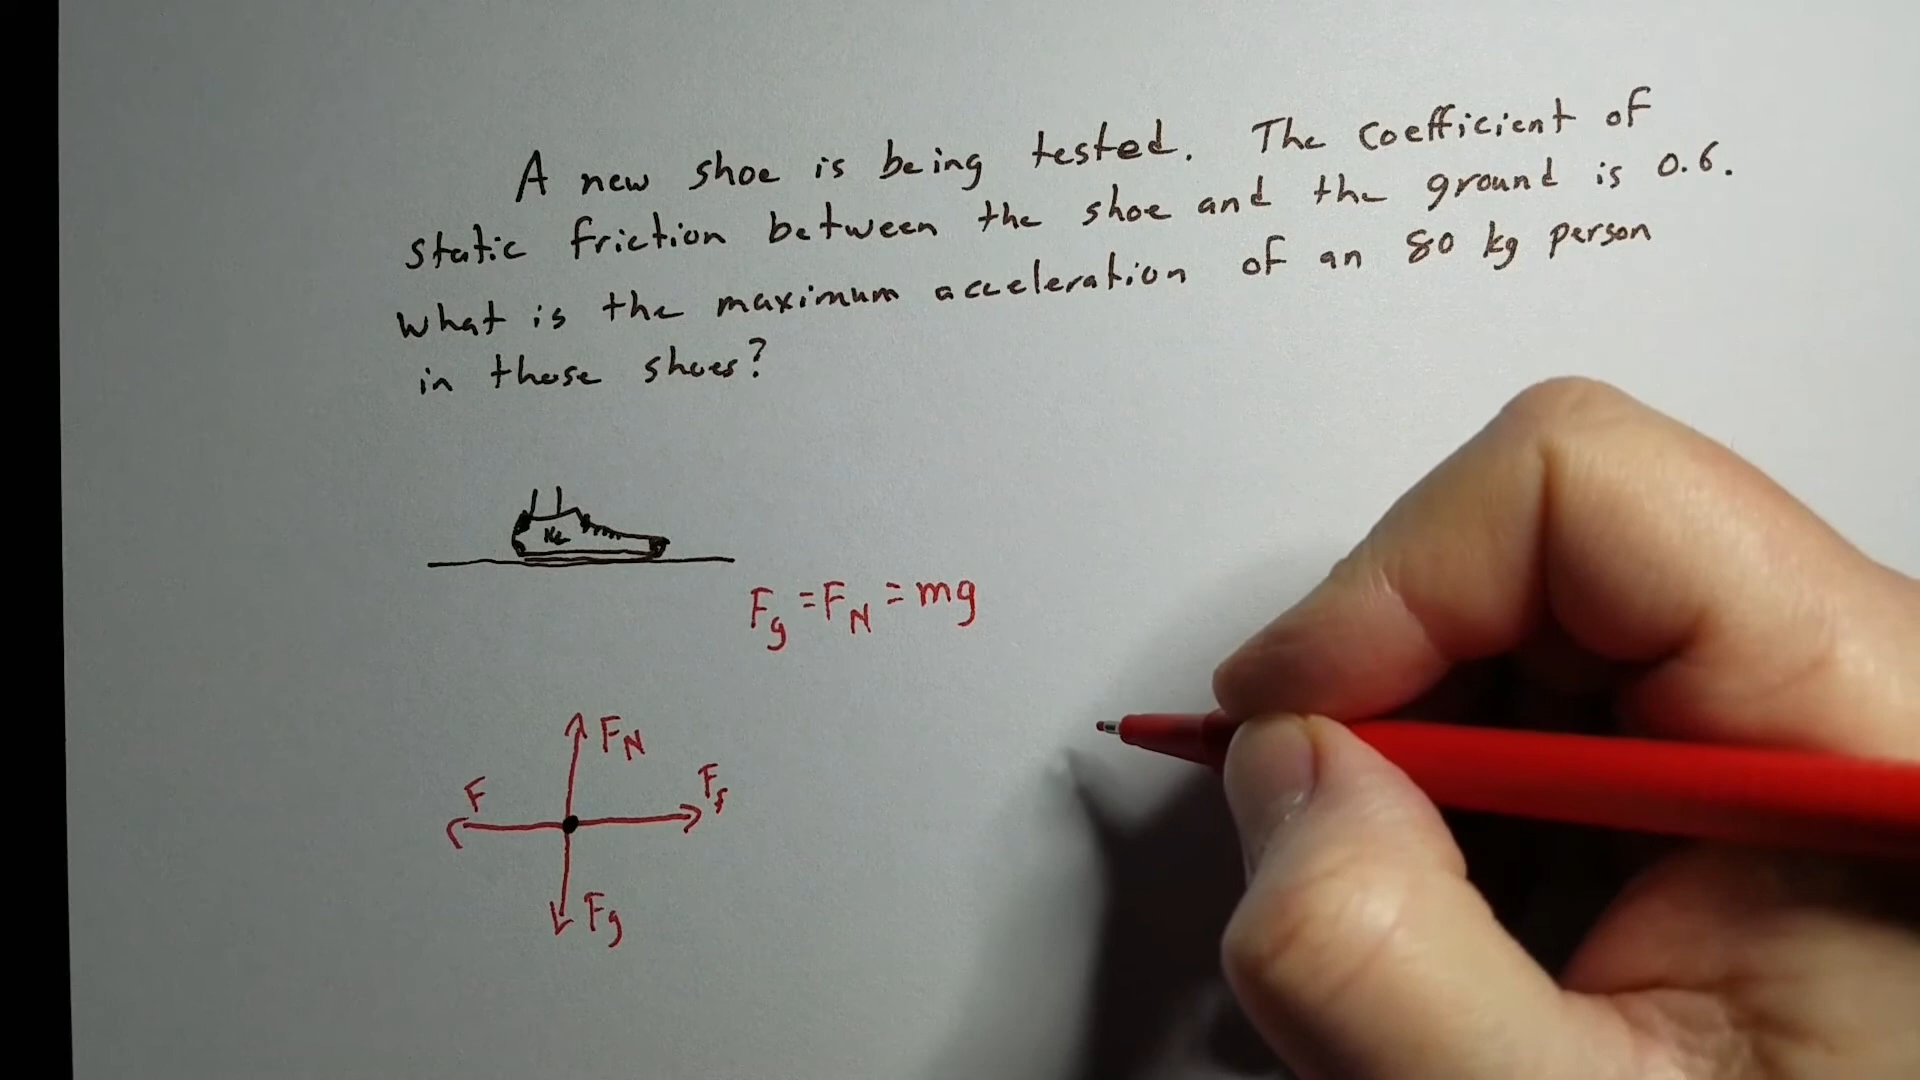 A new shoe is being tested. The coefficient of
static friction between the shoe and the ground is 0.6.
What is the maximum acceleration of an 80 kg person
in those shoes?
Fg = FN = mg
FN
F
Fs
Fg